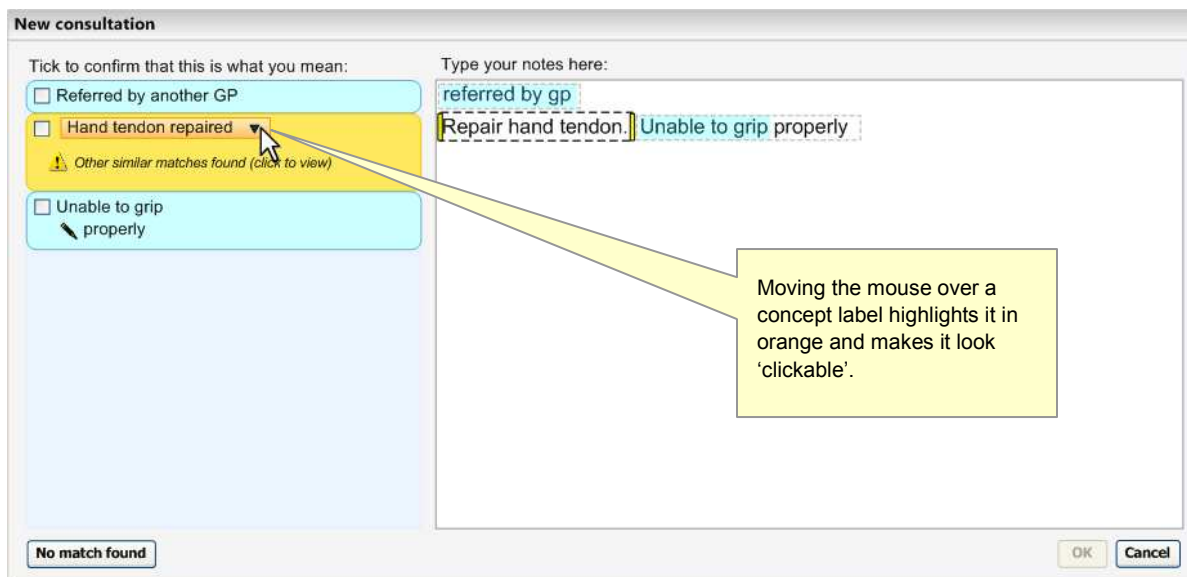 New consultation
Tick to confirm that this is what you mean:
Referred by another GP
Hand tendon repaired
Other similar matches found (click to view)
Unable to grip
properly
Type your notes here:
referred by gp
Repair hand tendon. Unable to grip properly
Moving the mouse over a
concept label highlights it in
orange and makes it look
‘clickable’.
No match found
OK
Cancel